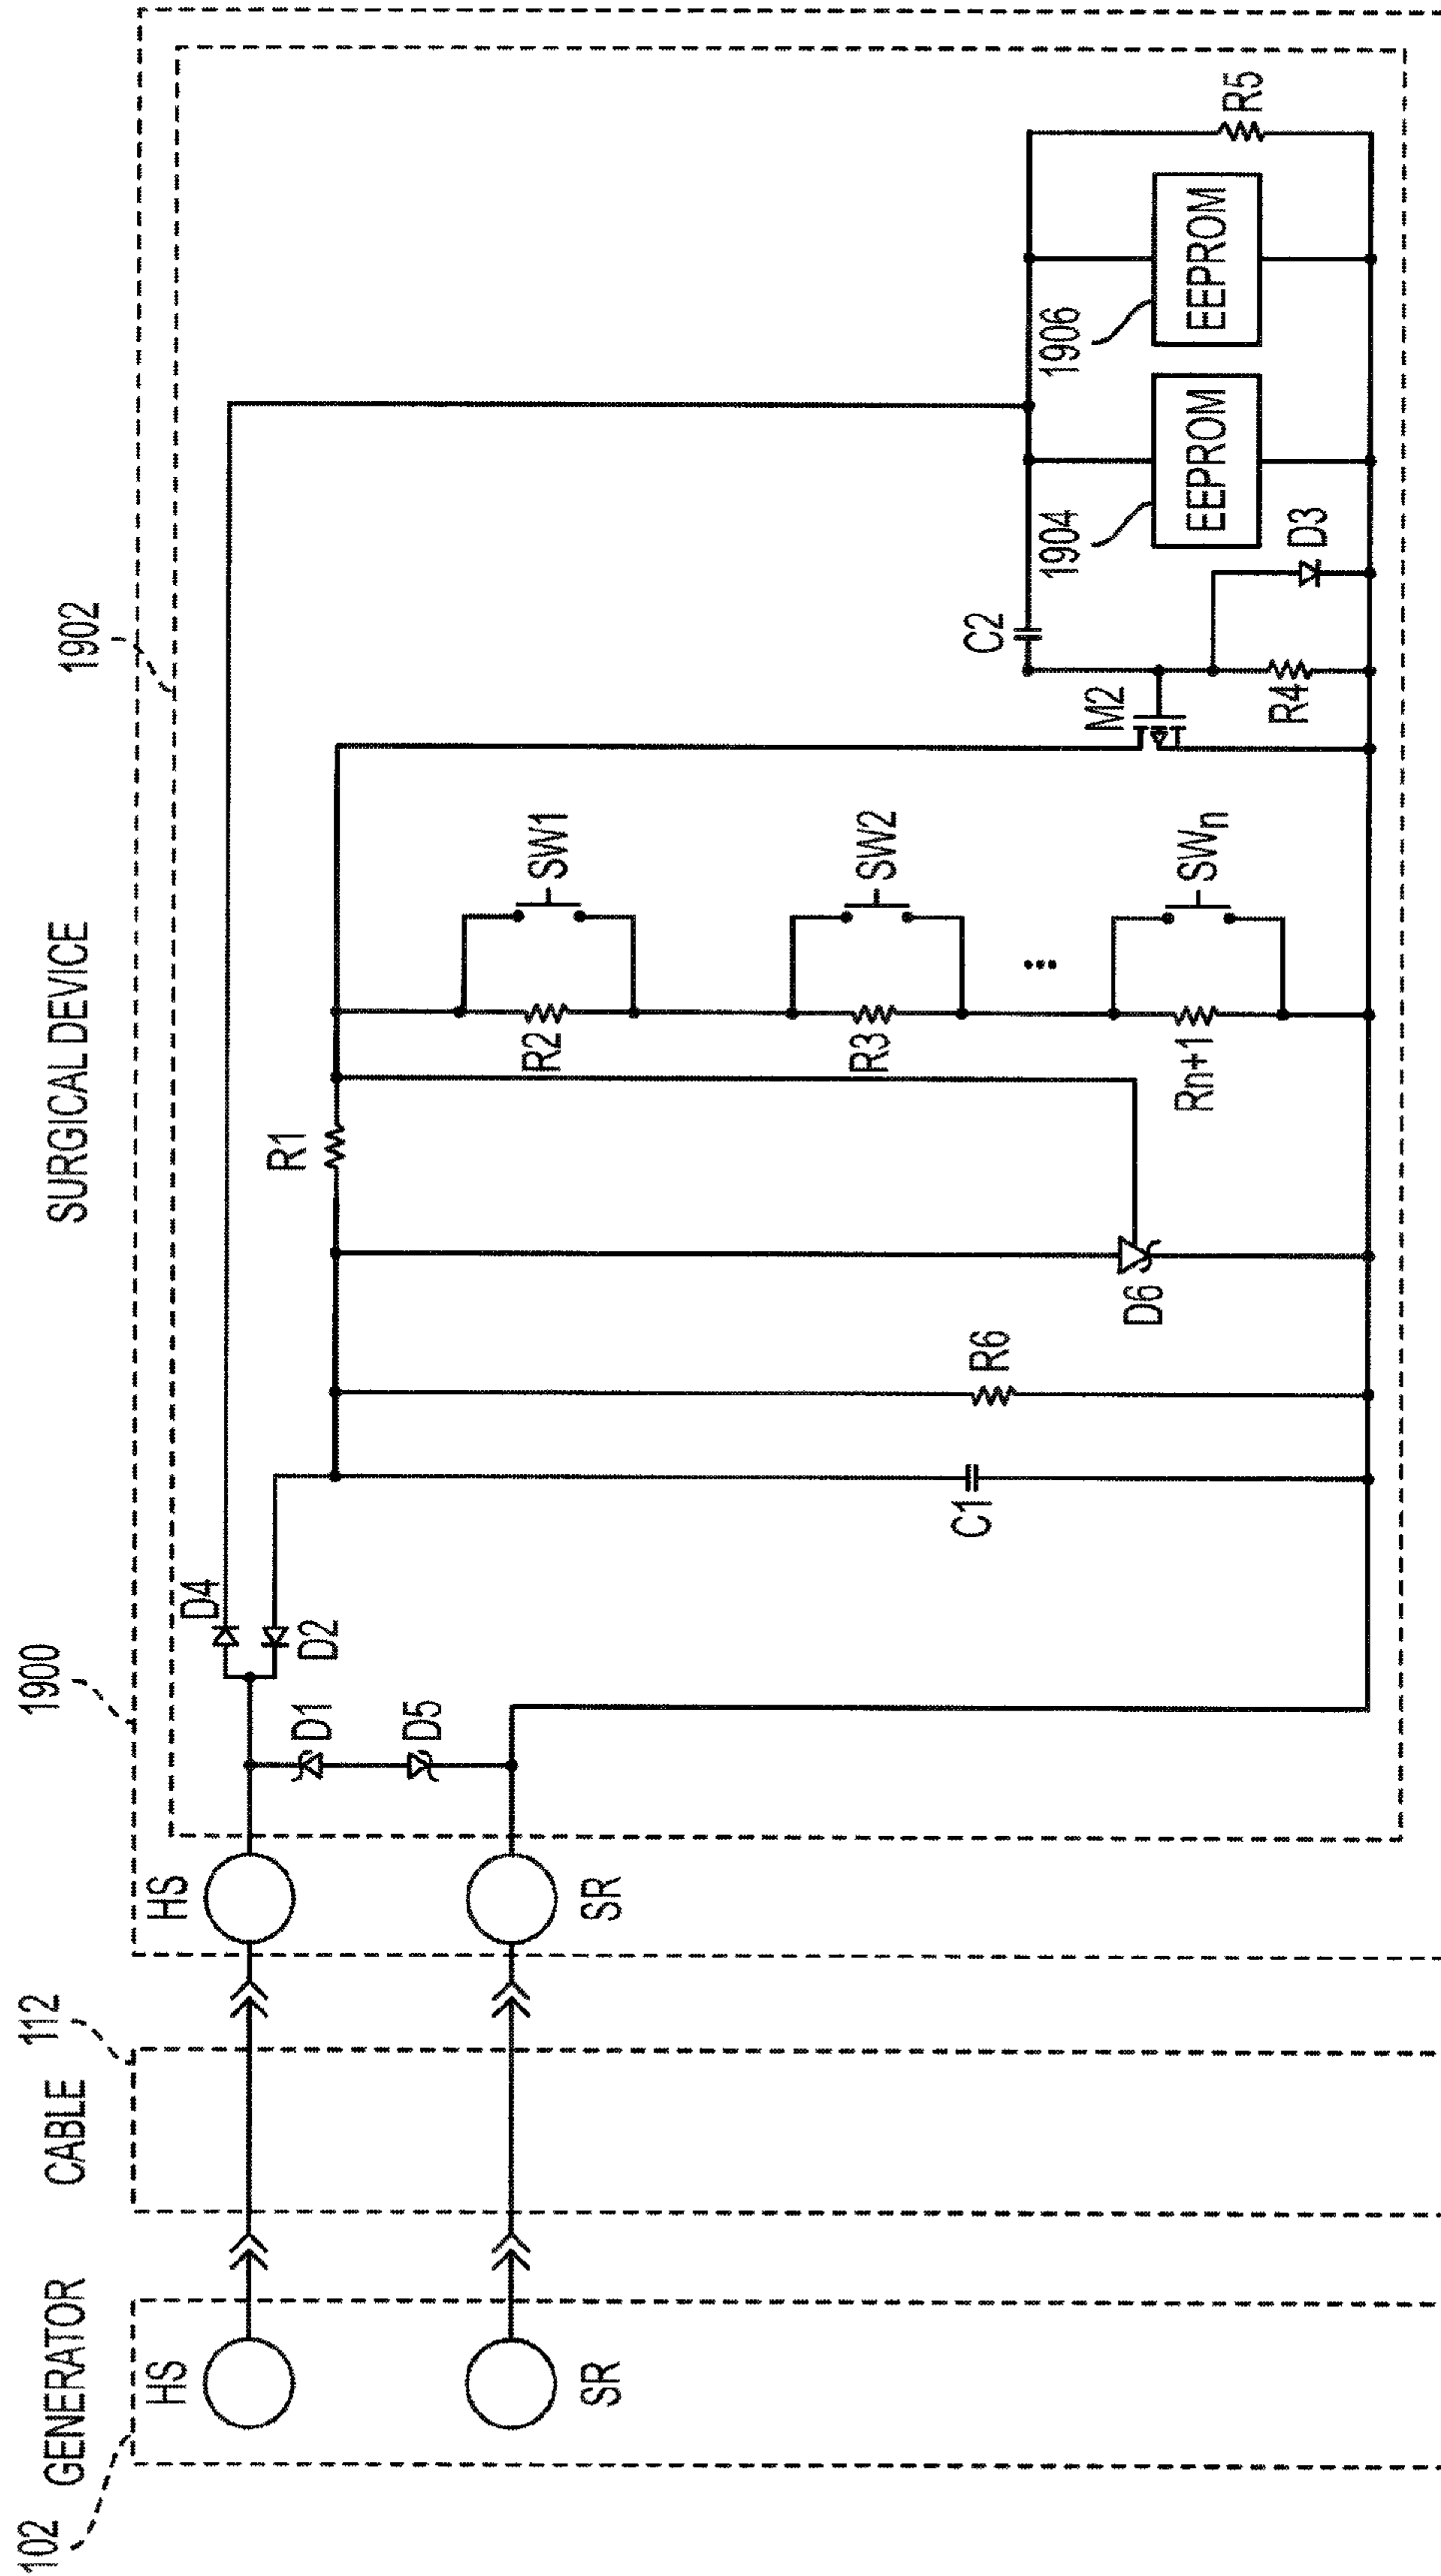 102
GENERATOR
CABLE
112
1900
SURGICAL DEVICE
1902
HS
HS
D4
D2
D1
D5
SR
SR
R1
C1
R6
D6
R2
SW1
R3
SW2
...
Rn+1
SWn
M2
C2
R4
D3
1904
EEPROM
1906
EEPROM
R5